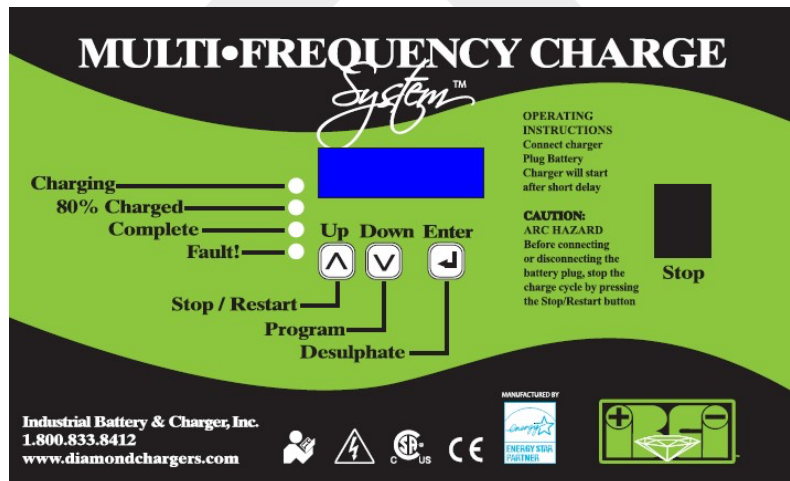 MULTI•FREQUENCY CHARGE
System™
OPERATING
INSTRUCTIONS
Connect charger
Plug Battery
Charger will start
after short delay
CAUTION:
ARC HAZARD
Before connecting
or disconnecting the
battery plug, stop the
charge cycle by pressing
the Stop/Restart button
Charging
80% Charged
Complete
Fault!
Up Down Enter
Stop / Restart
Program
Desulphate
Stop
Industrial Battery & Charger, Inc.
1.800.833.8412
www.diamondchargers.com
C SA® US
CE
MANUFACTURED BY
energy
ENERGY STAR
PARTNER
+ IBCI −